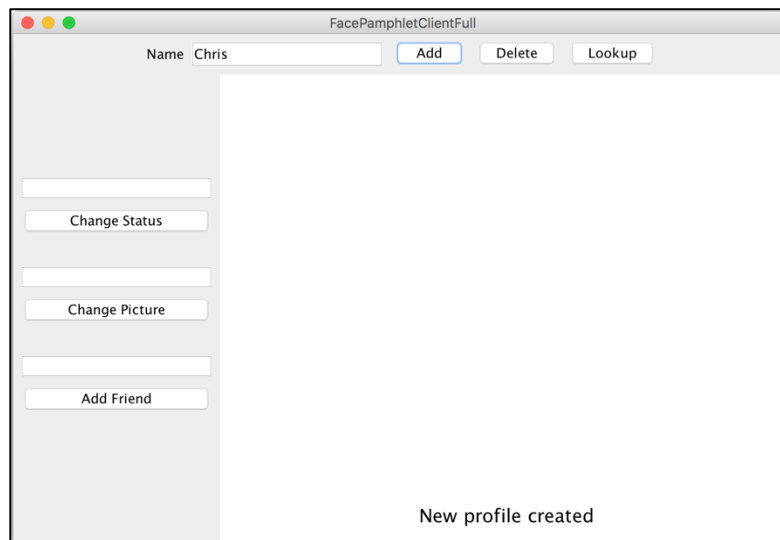 FacePamphletClientFull
Name Chris Add Delete Lookup
Change Status
Change Picture
Add Friend
New profile created